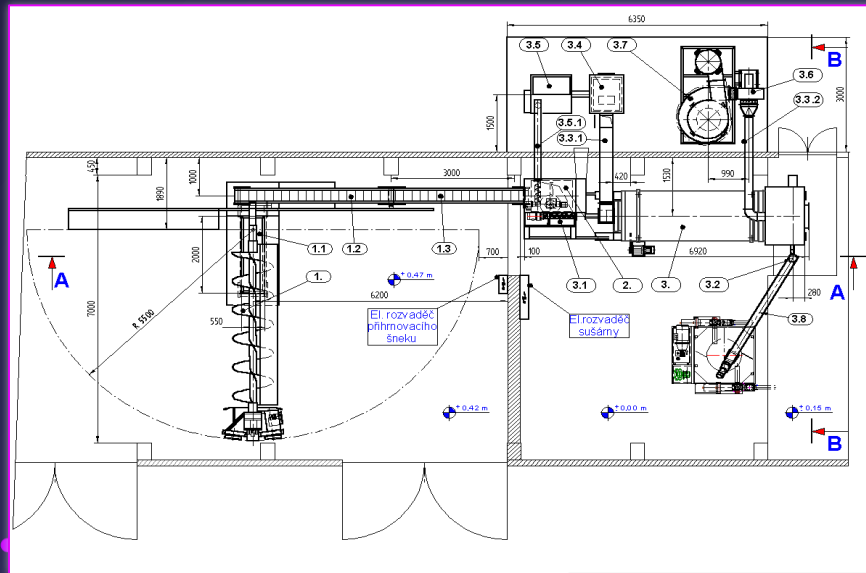 6350
3.5
3.4
3.7
B
3.6
3.3.2
3000
1500
3.5.1
3.3.1
450
1890
1000
3000
420
1530
990
1.1
1.2
1.3
2000
700
100
6920
3.1
2.
3.
3.2
280
A
A
+ 0,47 m
1.
7000
R 5500
6200
550
El. rozvaděč
přihrnovacího
šneku
El.rozvaděč
sušárny
3.8
+ 0,42 m
± 0,00 m
+ 0,15 m
B